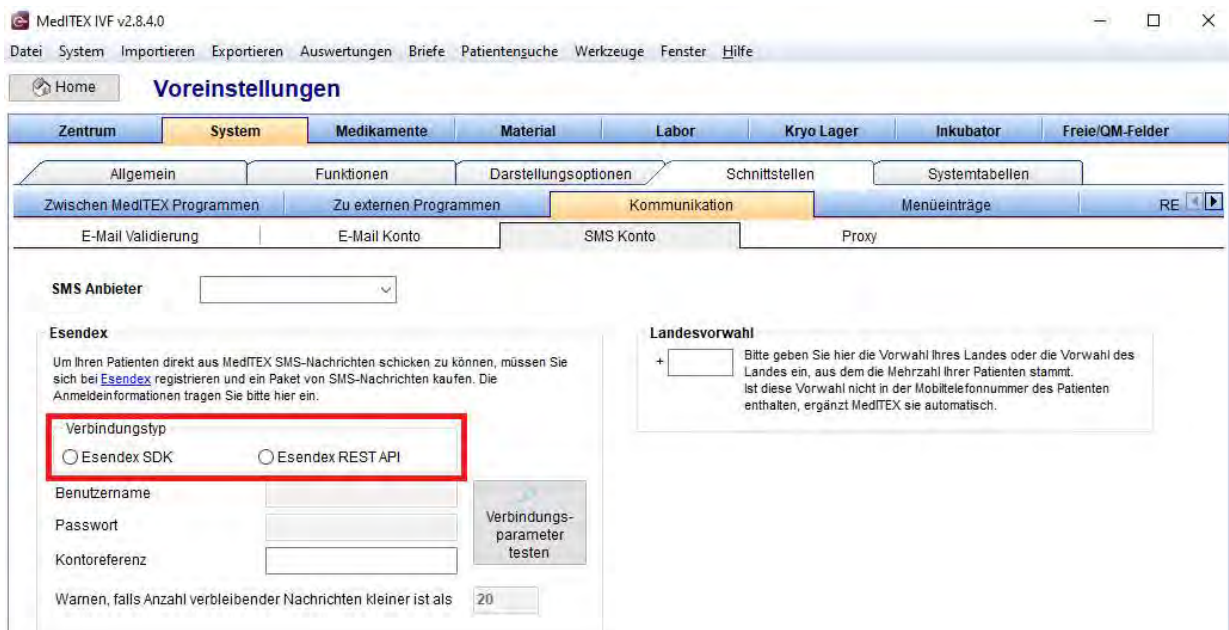 MedITEX IVF v2.8.4.0
Datei System Importieren Exportieren Auswertungen Briefe Patientensuche Werkzeuge Fenster Hilfe
Home Voreinstellungen
Zentrum System Medikamente Material Labor Kryo Lager Inkubator Freie/QM-Felder
Allgemein Funktionen Darstellungsoptionen Schnittstellen Systemtabellen
Zwischen MedITEX Programmen Zu externen Programmen Kommunikation Menüeinträge RE
E-Mail Validierung E-Mail Konto SMS Konto Proxy
SMS Anbieter
Esendex
Um Ihren Patienten direkt aus MedITEX SMS-Nachrichten schicken zu können, müssen Sie
sich bei Esendex registrieren und ein Paket von SMS-Nachrichten kaufen. Die
Anmeldeinformationen tragen Sie bitte hier ein.
Verbindungstyp
Esendex SDK Esendex REST API
Benutzername
Passwort
Kontoreferenz
Verbindungs-
parameter
testen
Warnen, falls Anzahl verbleibender Nachrichten kleiner ist als 20
Landesvorwahl
+
Bitte geben Sie hier die Vorwahl Ihres Landes oder die Vorwahl des
Landes ein, aus dem die Mehrzahl Ihrer Patienten stammt.
Ist diese Vorwahl nicht in der Mobiltelefonnummer des Patienten
enthalten, ergänzt MedITEX sie automatisch.